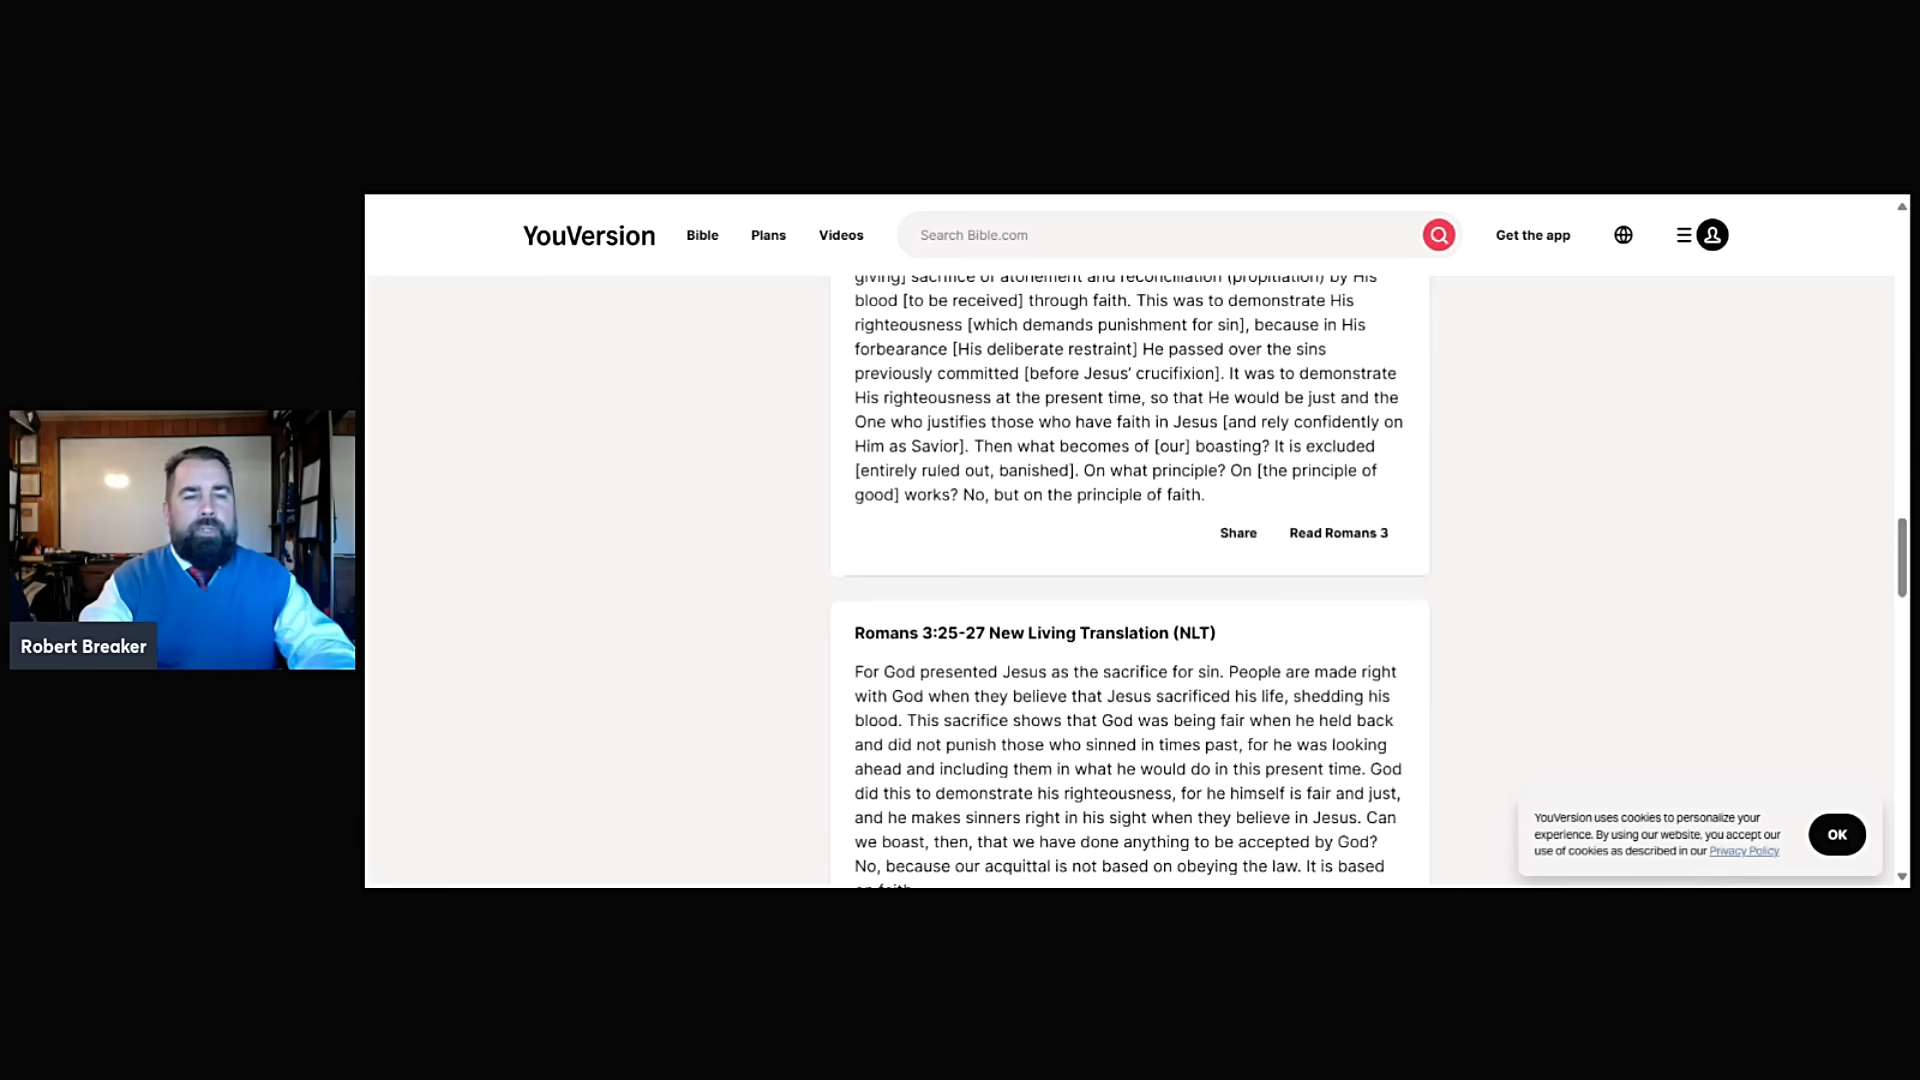 YouVersion
Bible
Plans
Videos
Search Bible.com
Get the app
giving] sacrifice of atonement and reconciliation (propitiation) by His
blood [to be received] through faith. This was to demonstrate His
righteousness [which demands punishment for sin], because in His
forbearance [His deliberate restraint] He passed over the sins
previously committed [before Jesus’ crucifixion]. It was to demonstrate
His righteousness at the present time, so that He would be just and the
One who justifies those who have faith in Jesus [and rely confidently on
Him as Savior]. Then what becomes of [our] boasting? It is excluded
[entirely ruled out, banished]. On what principle? On [the principle of
good] works? No, but on the principle of faith.
Share
Read Romans 3
Romans 3:25-27 New Living Translation (NLT)
For God presented Jesus as the sacrifice for sin. People are made right
with God when they believe that Jesus sacrificed his life, shedding his
blood. This sacrifice shows that God was being fair when he held back
and did not punish those who sinned in times past, for he was looking
ahead and including them in what he would do in this present time. God
did this to demonstrate his righteousness, for he himself is fair and just,
and he makes sinners right in his sight when they believe in Jesus. Can
we boast, then, that we have done anything to be accepted by God?
No, because our acquittal is not based on obeying the law. It is based
on faith
Robert Breaker
YouVersion uses cookies to personalize your
experience. By using our website, you accept our
use of cookies as described in our Privacy Policy
OK